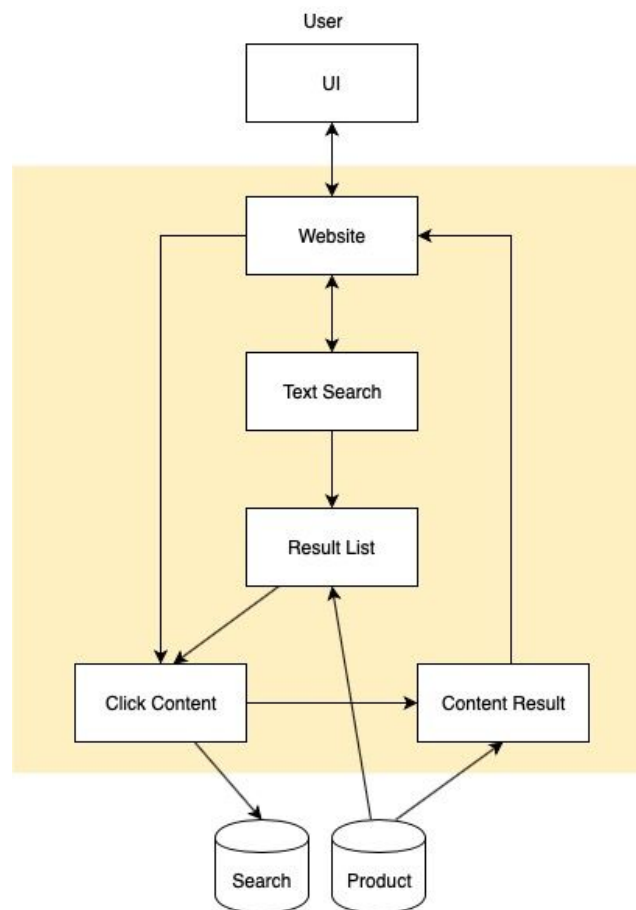 User
UI
Website
Text Search
Result List
Click Content
Content Result
Search
Product